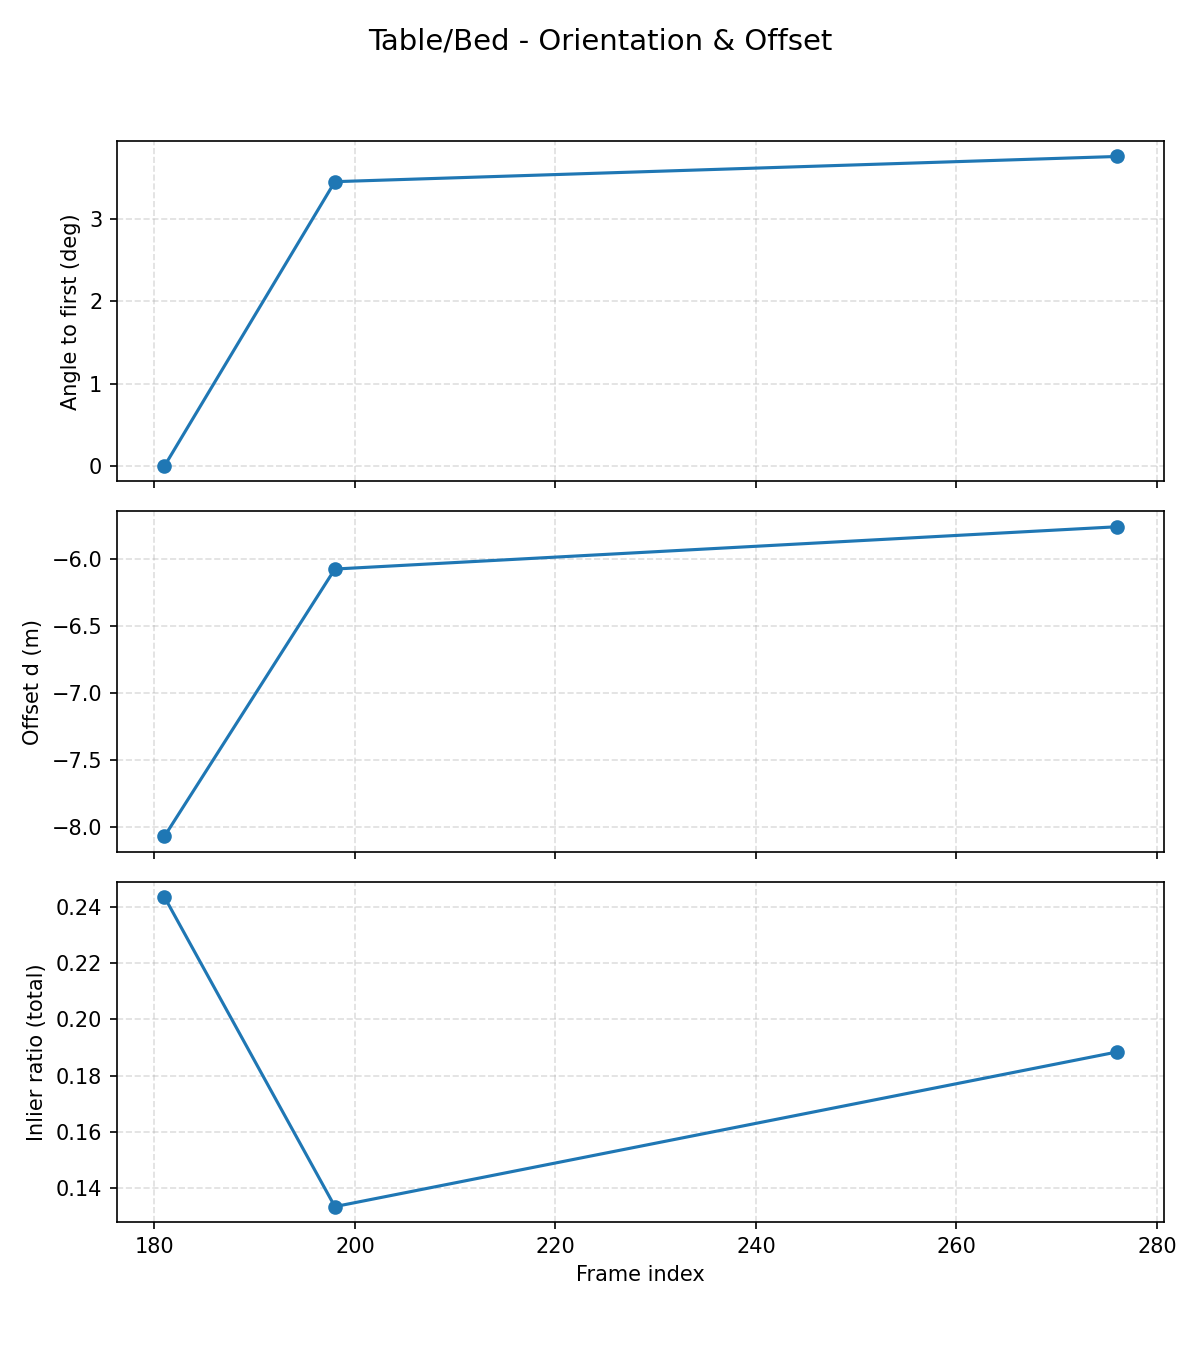 Table/Bed - Orientation & Offset
Angle to first (deg)
3
2
1
0
Offset d (m)
−6.0
−6.5
−7.0
−7.5
−8.0
Inlier ratio (total)
0.24
0.22
0.20
0.18
0.16
0.14
180 200 220 240 260 280
Frame index